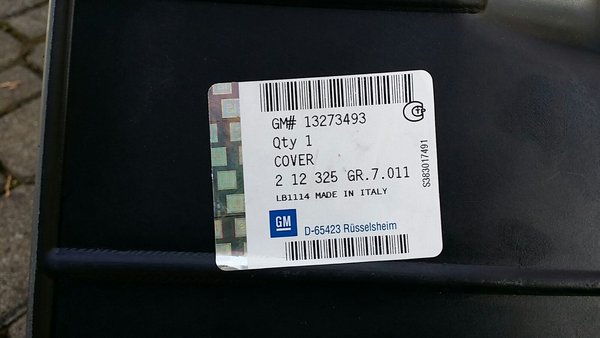 GM# 13273493
Qty 1
COVER
2 12 325 GR.7.011
LB1114 MADE IN ITALY
GM
D-65423 Rüsselsheim
S383017491